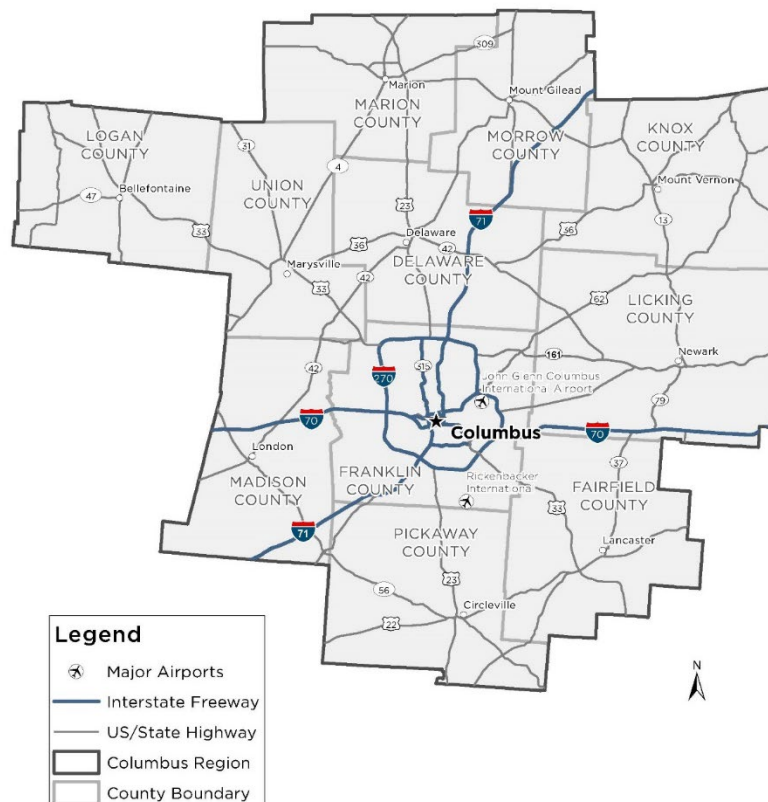 309
Marion
MARION
COUNTY
Mount Gilead
MORROW
COUNTY
KNOX
COUNTY
LOGAN
COUNTY
31
4
UNION
COUNTY
Mount Vernon
47
Bellefontaine
33
23
71
13
36
Delaware
42
36
DELAWARE
COUNTY
Marysville
42
33
62
LICKING
COUNTY
42
315
161
Newark
270
John Glenn Columbus
International Airport
79
70
Columbus
70
London
MADISON
COUNTY
FRANKLIN
COUNTY
Rickenbacker
International
37
FAIRFIELD
COUNTY
33
71
PICKAWAY
COUNTY
Lancaster
23
56
Circleville
22
Legend
Major Airports
Interstate Freeway
US/State Highway
Columbus Region
County Boundary
N